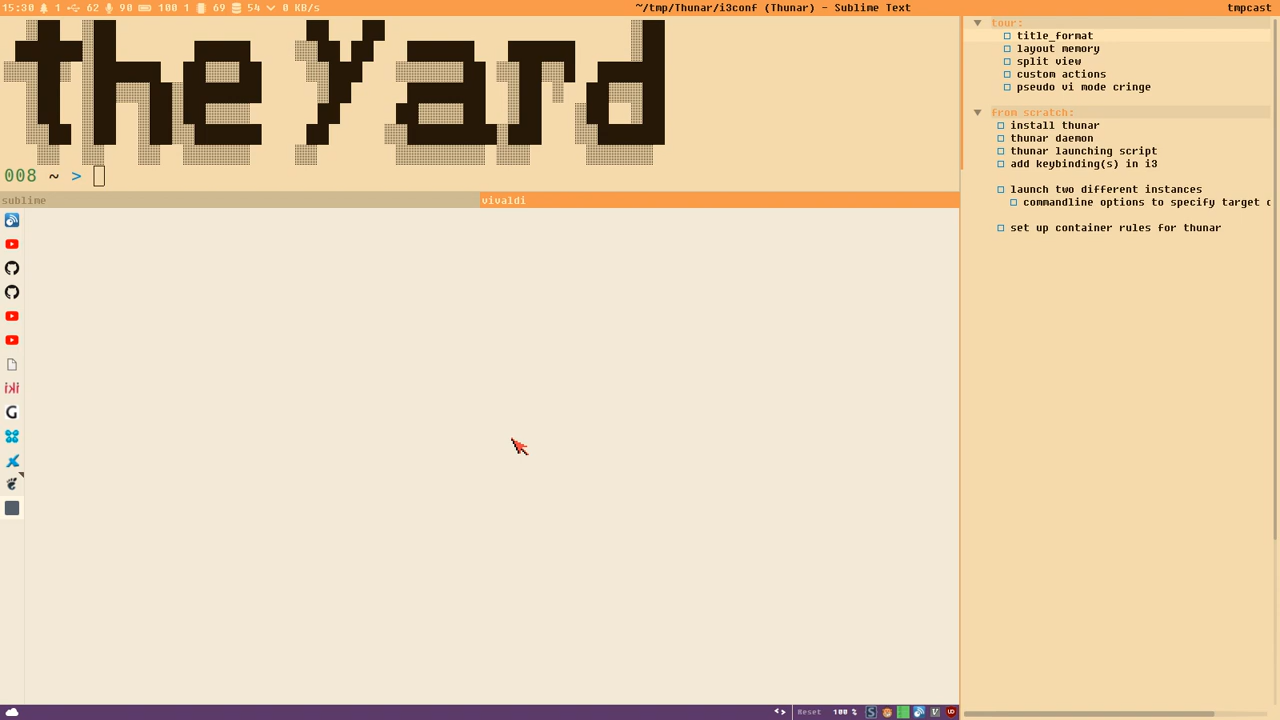 15:30 1 62 90 100 1 69 54 0 KB/s ~/tmp/Thunar/i3conf (Thunar) - Sublime Text tmpcast
the yard
008 ~ >
sublime vivaldi
Reset 100 %
tour:
title_format
layout memory
split view
custom actions
pseudo vi mode cringe
from scratch:
install thunar
thunar daemon
thunar launching script
add keybinding(s) in i3
launch two different instances
commandline options to specify target c
set up container rules for thunar